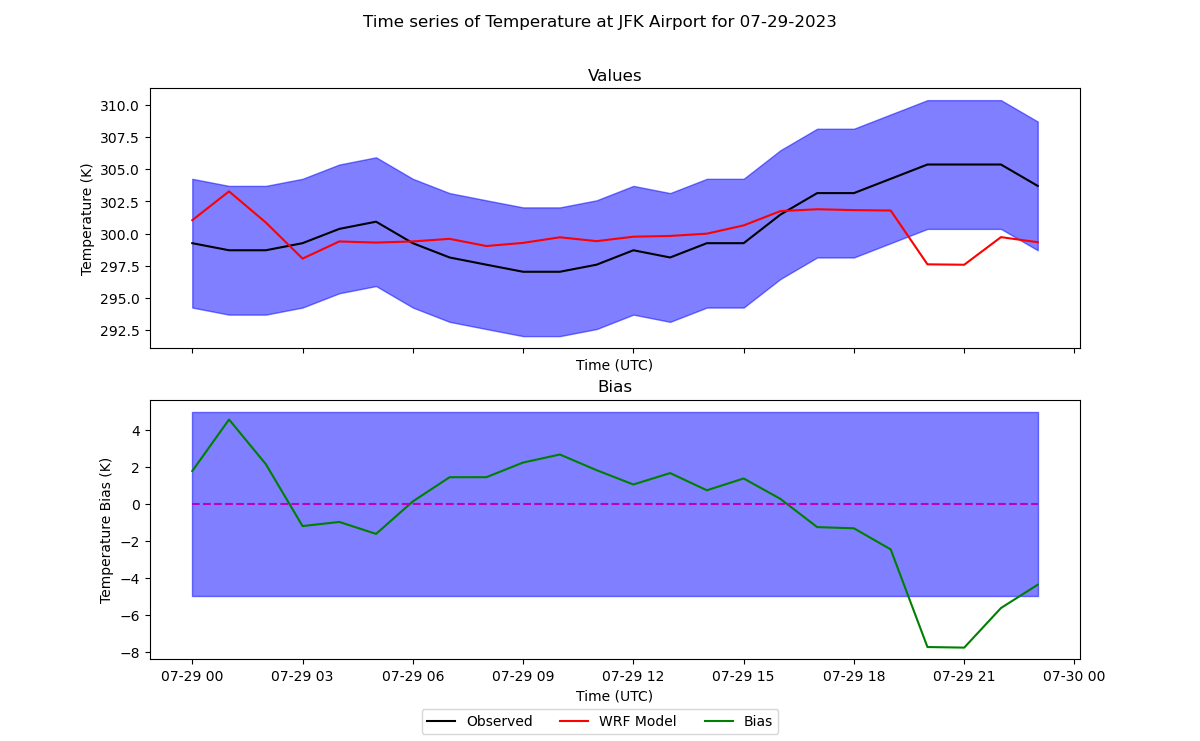 Time series of Temperature at JFK Airport for 07-29-2023
Values
Temperature (K)
310.0
307.5
305.0
302.5
300.0
297.5
295.0
292.5
Time (UTC)
Bias
Temperature Bias (K)
4
2
0
−2
−4
−6
−8
07-29 00 07-29 03 07-29 06 07-29 09 07-29 12 07-29 15 07-29 18 07-29 21 07-30 00
Time (UTC)
Observed WRF Model Bias